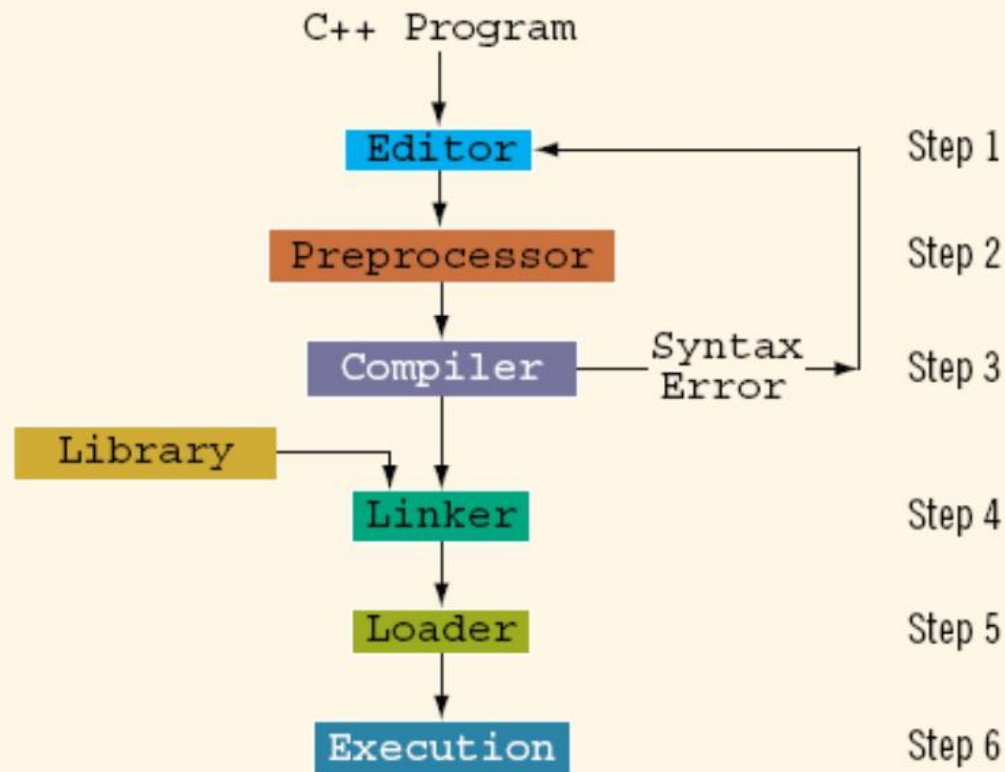 C++ Program
Editor
Step 1
Preprocessor
Step 2
Compiler
Syntax
Error
Step 3
Library
Linker
Step 4
Loader
Step 5
Execution
Step 6